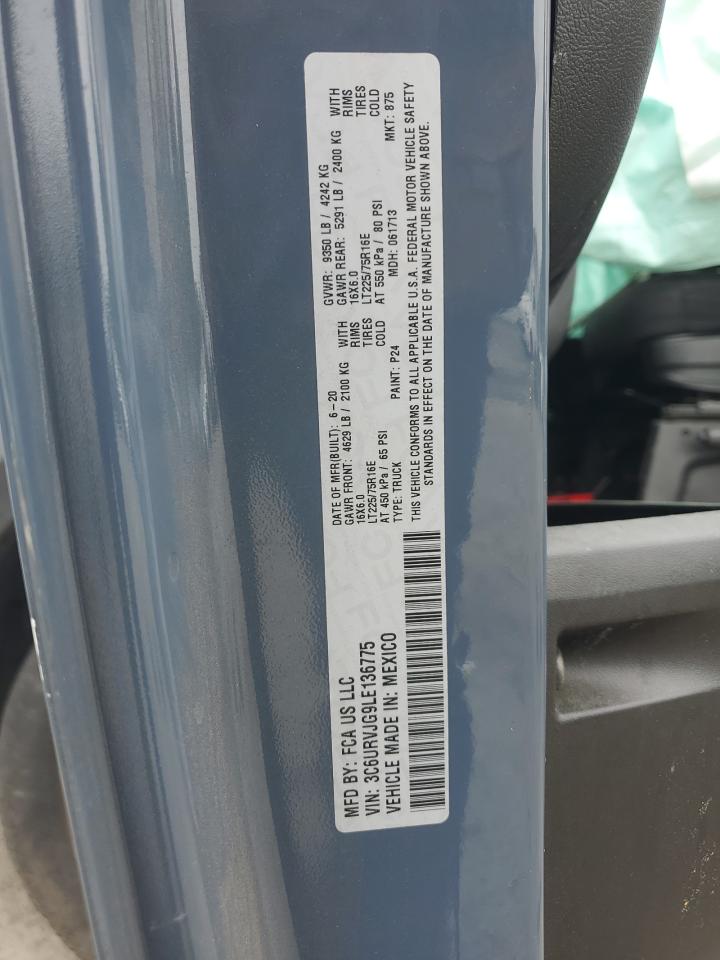 MFD BY: FCA US LLC
VIN: 3C6URVJG9LE136775
VEHICLE MADE IN: MEXICO
DATE OF MFR(BUILT): 6-20
GAWR FRONT: 4629 LB / 2100 KG WITH
16X6.0 RIMS
LT225/75R16E TIRES
AT 450 kPa / 65 PSI COLD
TYPE: TRUCK PAINT: P24
GVWR: 9350 LB / 4242 KG
GAWR REAR: 5291 LB / 2400 KG WITH
16X6.0 RIMS
LT225/75R16E TIRES
AT 550 kPa / 80 PSI COLD
MDH: 061713 MKT: 875
THIS VEHICLE CONFORMS TO ALL APPLICABLE U.S.A. FEDERAL MOTOR VEHICLE SAFETY
STANDARDS IN EFFECT ON THE DATE OF MANUFACTURE SHOWN ABOVE.